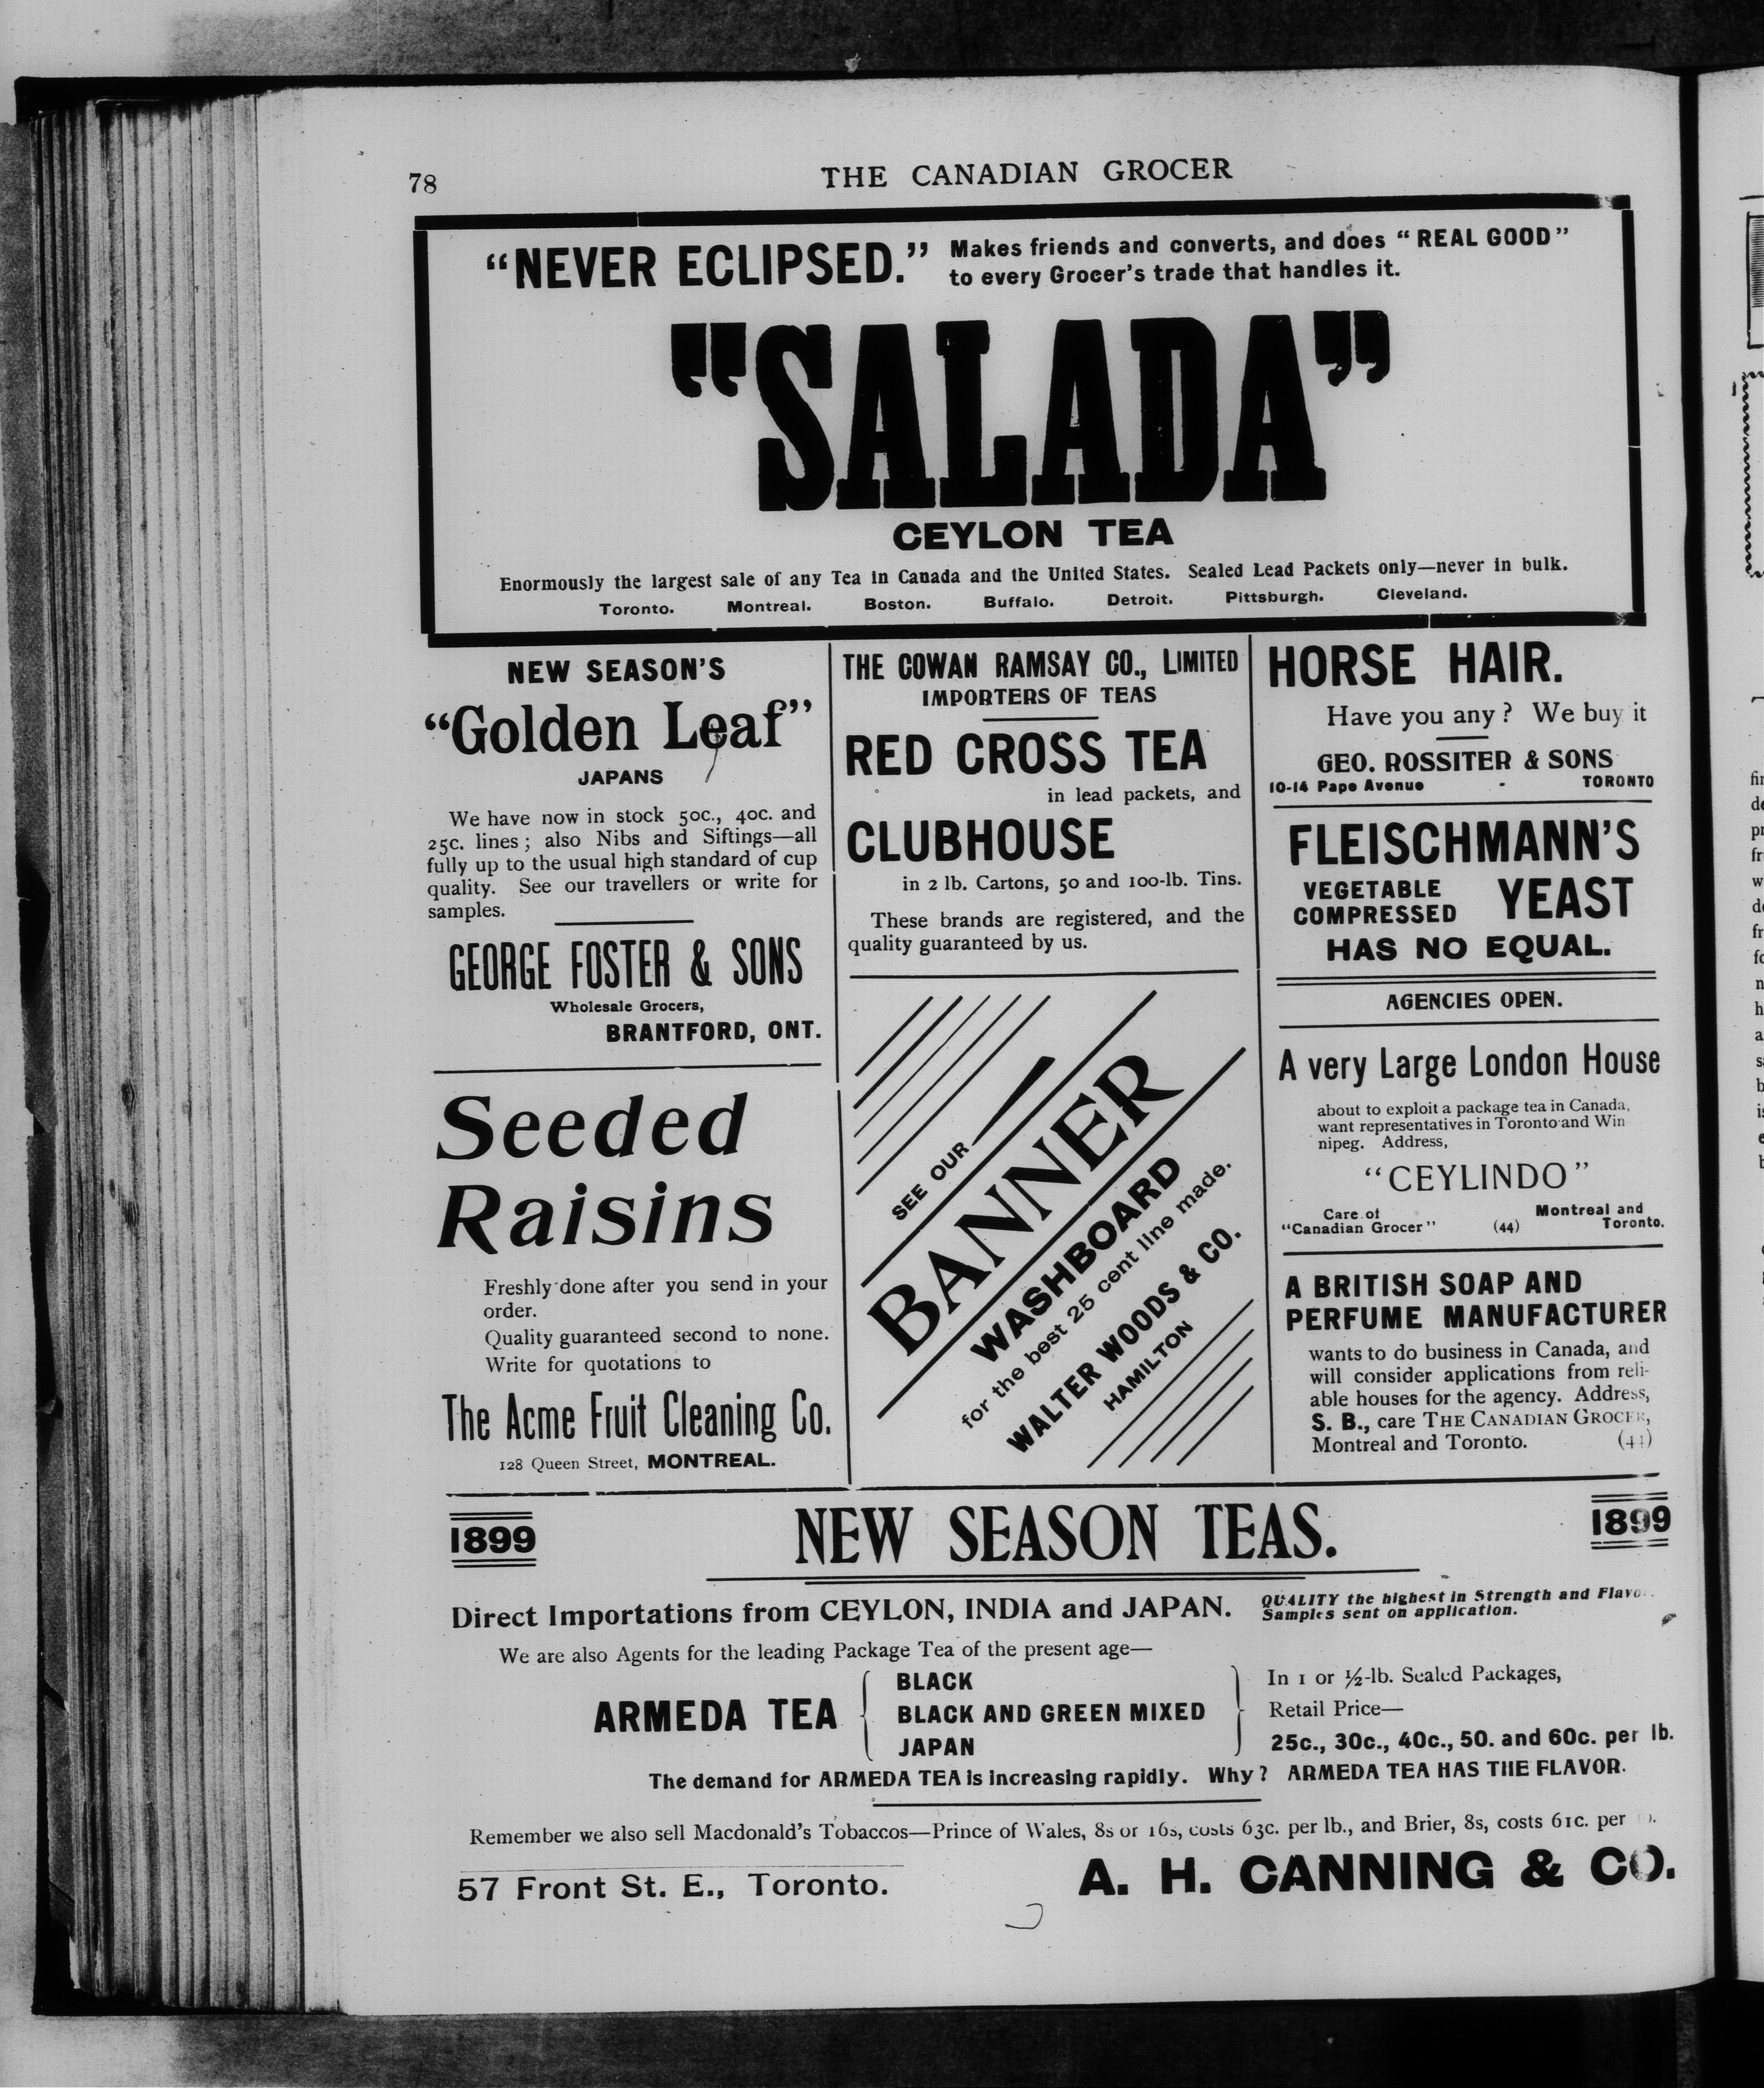 78
THE CANADIAN GROCER
“NEVER ECLIPSED.”
Makes friends and converts, and does “REAL GOOD”
to every Grocer's trade that handles it.
“SALADA”
CEYLON TEA
Enormously the largest sale of any Tea in Canada and the United States. Sealed Lead Packets only—never in bulk.
Toronto. Montreal. Boston. Buffalo. Detroit. Pittsburgh. Cleveland.
NEW SEASON'S
“Golden Leaf”
JAPANS
We have now in stock 50c., 40c. and
25c. lines; also Nibs and Siftings—all
fully up to the usual high standard of cup
quality. See our travellers or write for
samples.
GEORGE FOSTER & SONS
Wholesale Grocers,
BRANTFORD, ONT.
Seeded
Raisins
Freshly done after you send in your
order.
Quality guaranteed second to none.
Write for quotations to
The Acme Fruit Cleaning Co.
128 Queen Street, MONTREAL.
THE COWAN RAMSAY CO., LIMITED
IMPORTERS OF TEAS
RED CROSS TEA
in lead packets, and
CLUBHOUSE
in 2 lb. Cartons, 50 and 100-lb. Tins.
These brands are registered, and the
quality guaranteed by us.
SEE OUR
BANNER
WASHBOARD
for the best 25 cent line made.
WALTER WOODS & CO.
HAMILTON
HORSE HAIR.
Have you any? We buy it
GEO. ROSSITER & SONS
10-14 Pape Avenue - TORONTO
FLEISCHMANN'S
VEGETABLE
COMPRESSED YEAST
HAS NO EQUAL.
AGENCIES OPEN.
A very Large London House
about to exploit a package tea in Canada,
want representatives in Toronto and Win
nipeg. Address,
“CEYLINDO”
Care of Montreal and
“Canadian Grocer” (44) Toronto.
A BRITISH SOAP AND
PERFUME MANUFACTURER
wants to do business in Canada, and
will consider applications from reli-
able houses for the agency. Address,
S. B., care THE CANADIAN GROCER,
Montreal and Toronto. (44)
1899 NEW SEASON TEAS. 1899
Direct Importations from CEYLON, INDIA and JAPAN.
QUALITY the highest in Strength and Flavo
Samples sent on application.
We are also Agents for the leading Package Tea of the present age—
ARMEDA TEA
BLACK
BLACK AND GREEN MIXED
JAPAN
In 1 or ½-lb. Sealed Packages,
Retail Price—
25c., 30c., 40c., 50. and 60c. per lb.
The demand for ARMEDA TEA is increasing rapidly. Why? ARMEDA TEA HAS THE FLAVOR.
Remember we also sell Macdonald's Tobaccos—Prince of Wales, 8s or 16s, costs 63c. per lb., and Brier, 8s, costs 61c. per
57 Front St. E., Toronto.
A. H. CANNING & CO.